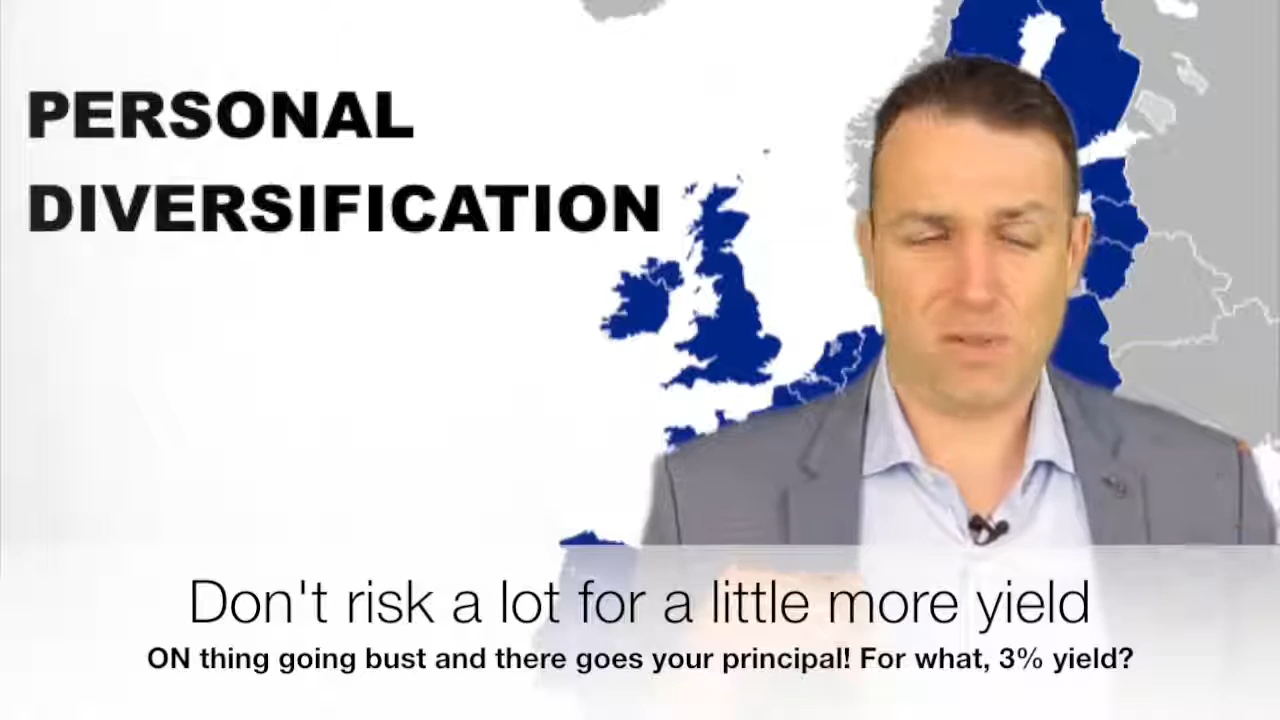 PERSONAL
DIVERSIFICATION
Don't risk a lot for a little more yield
ON thing going bust and there goes your principal! For what, 3% yield?